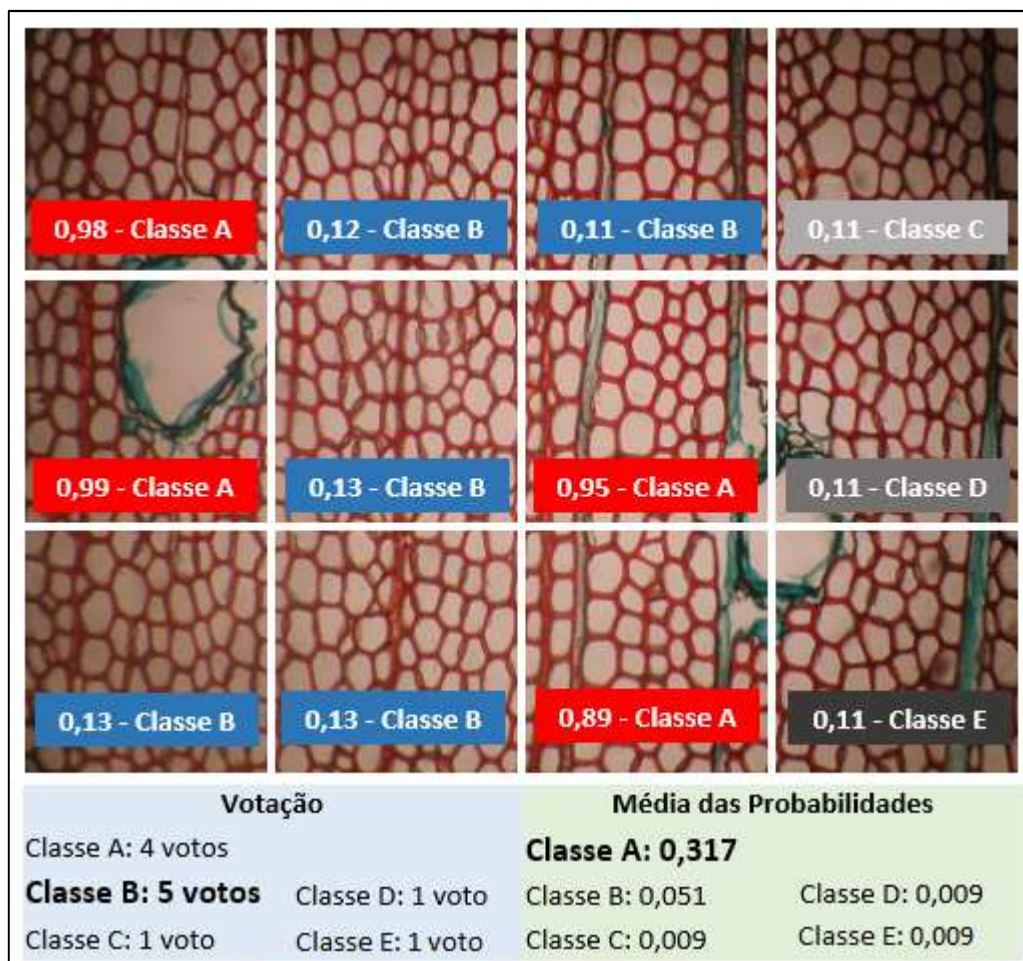 0,98 - Classe A
0,12 - Classe B
0,11 - Classe B
0,11 - Classe C
0,99 - Classe A
0,13 - Classe B
0,95 - Classe A
0,11 - Classe D
0,13 - Classe B
0,13 - Classe B
0,89 - Classe A
0,11 - Classe E
Votação
Classe A: 4 votos
Classe B: 5 votos
Classe D: 1 voto
Classe C: 1 voto
Classe E: 1 voto
Média das Probabilidades
Classe A: 0,317
Classe B: 0,051
Classe D: 0,009
Classe C: 0,009
Classe E: 0,009